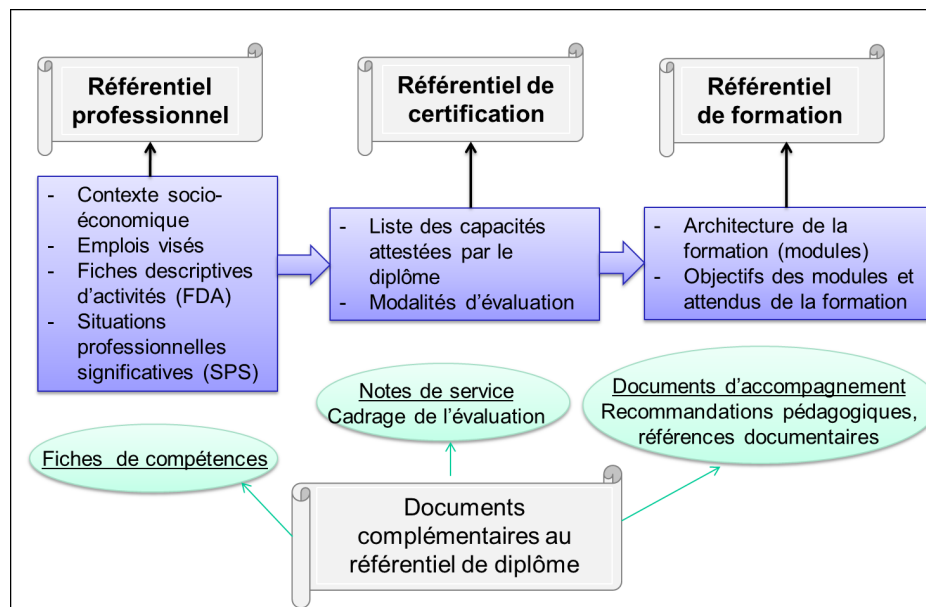 Référentiel
professionnel
Référentiel de
certification
Référentiel
de formation
- Contexte socio-
économique
- Emplois visés
- Fiches descriptives
d’activités (FDA)
- Situations
professionnelles
significatives (SPS)
- Liste des capacités
attestées par le
diplôme
- Modalités d’évaluation
- Architecture de la
formation (modules)
- Objectifs des modules et
attendus de la formation
Fiches de compétences
Notes de service
Cadrage de l’évaluation
Documents d’accompagnement
Recommandations pédagogiques,
références documentaires
Documents
complémentaires au
référentiel de diplôme